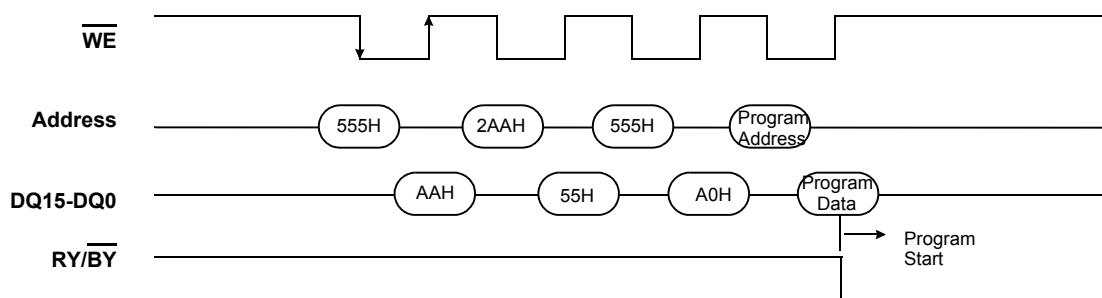 WE
Address
555H
2AAH
555H
Program
Address
DQ15-DQ0
AAH
55H
A0H
Program
Data
RY/BY
Program
Start